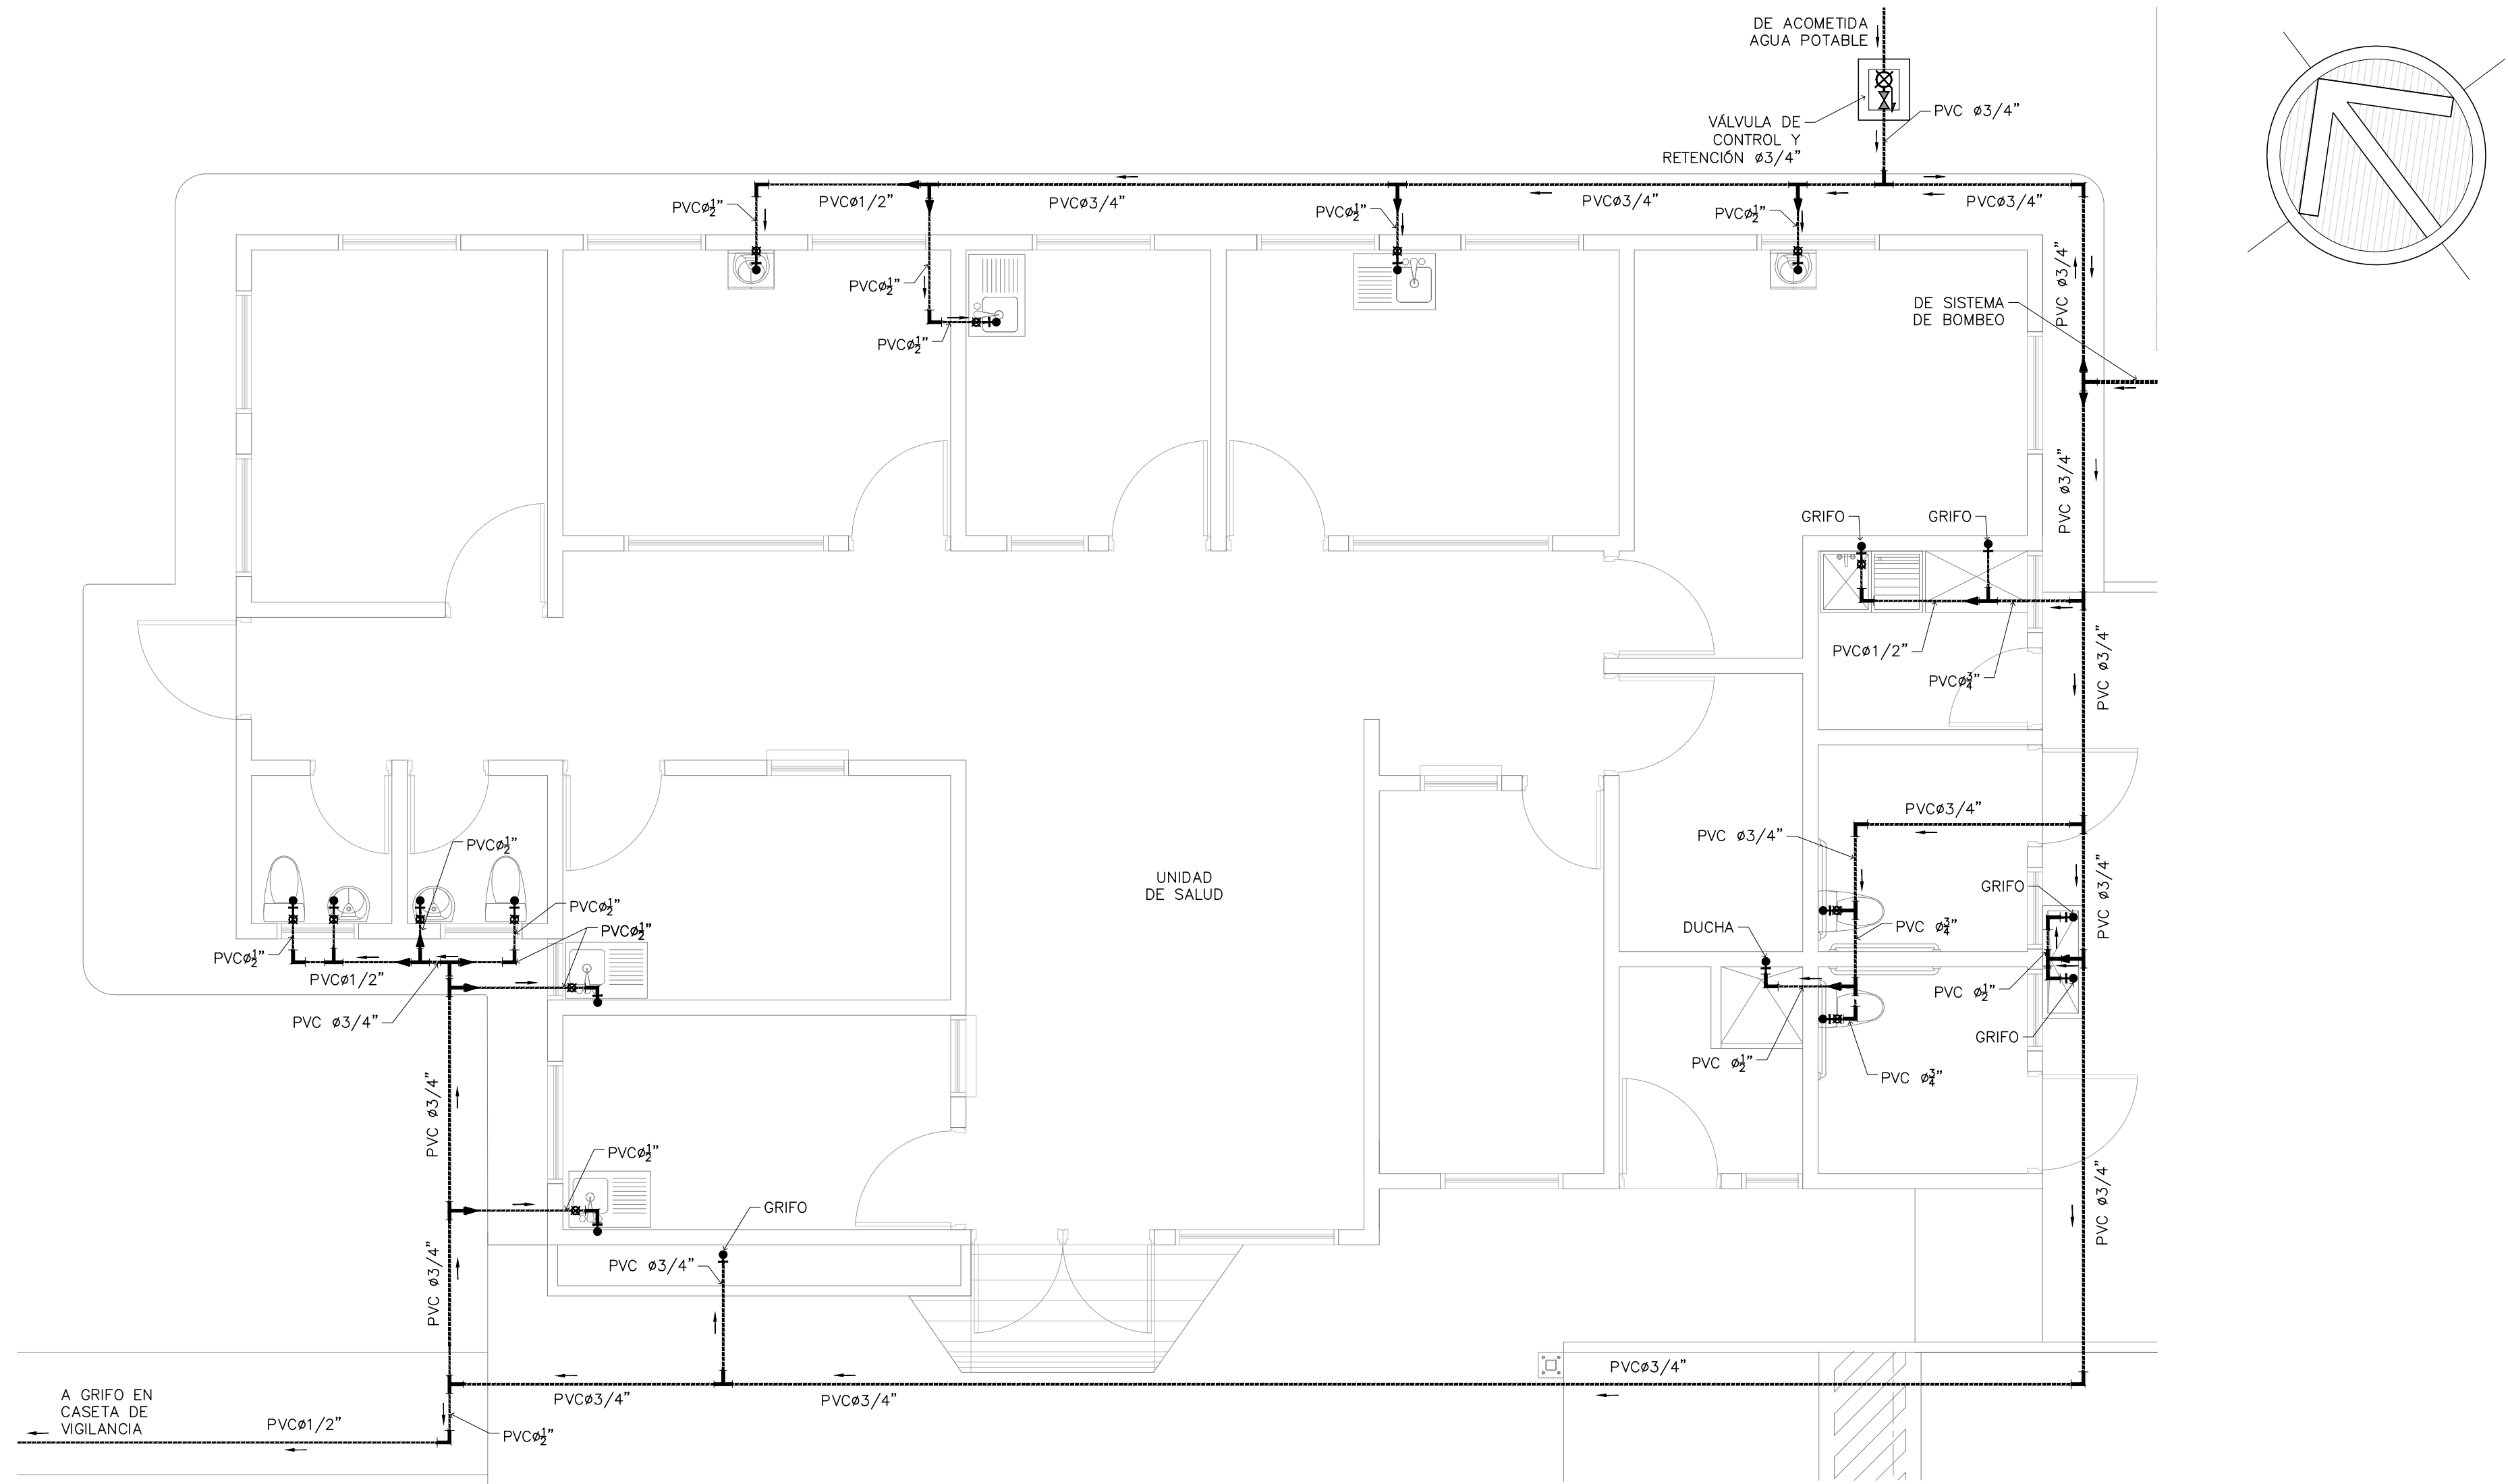 DE ACOMETIDA
AGUA POTABLE
PVC ø3/4"
VÁLVULA DE
CONTROL Y
RETENCIÓN ø3/4"
PVCø1/2"
PVCø1/2"
PVCø3/4"
PVCø1/2"
PVCø3/4"
PVCø1/2"
PVCø3/4"
PVC ø3/4"
PVCø1/2"
PVCø1/2"
DE SISTEMA
DE BOMBEO
PVC ø3/4"
GRIFO
GRIFO
PVCø1/2"
PVCø3/4"
PVC ø3/4"
PVCø3/4"
PVC ø3/4"
PVCø1/2"
UNIDAD
DE SALUD
PVC ø3/4"
GRIFO
PVCø1/2"
PVCø1/2"
DUCHA
PVC ø3/4"
PVCø1/2"
PVCø1/2"
PVC ø1/2"
PVC ø3/4"
GRIFO
PVC ø1/2"
PVC ø3/4"
PVC ø3/4"
PVCø1/2"
PVC ø3/4"
GRIFO
PVC ø3/4"
PVC ø3/4"
PVCø3/4"
A GRIFO EN
CASETA DE
VIGILANCIA
PVCø1/2"
PVCø3/4"
PVCø3/4"
PVCø1/2"